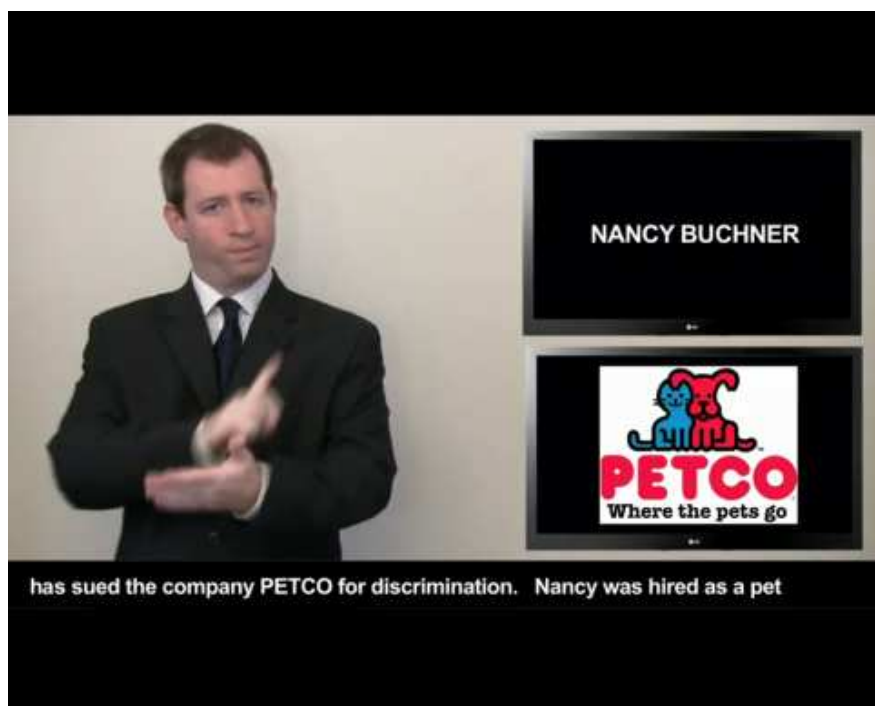 NANCY BUCHNER
PETCO
Where the pets go
has sued the company PETCO for discrimination. Nancy was hired as a pet